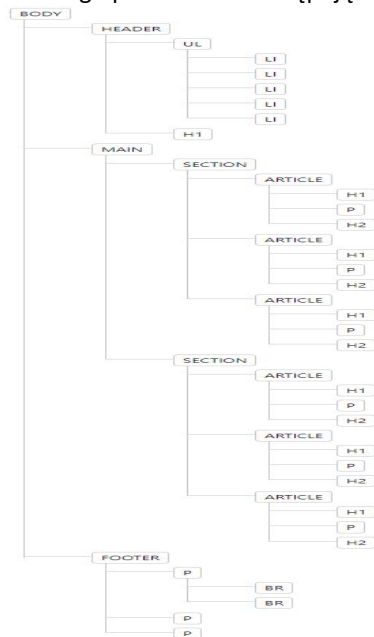 BODY
HEADER
UL
LI
LI
LI
LI
LI
H1
MAIN
SECTION
ARTICLE
H1
P
H2
ARTICLE
H1
P
H2
ARTICLE
H1
P
H2
SECTION
ARTICLE
H1
P
H2
ARTICLE
H1
P
H2
ARTICLE
H1
P
H2
FOOTER
P
BR
BR
P
P